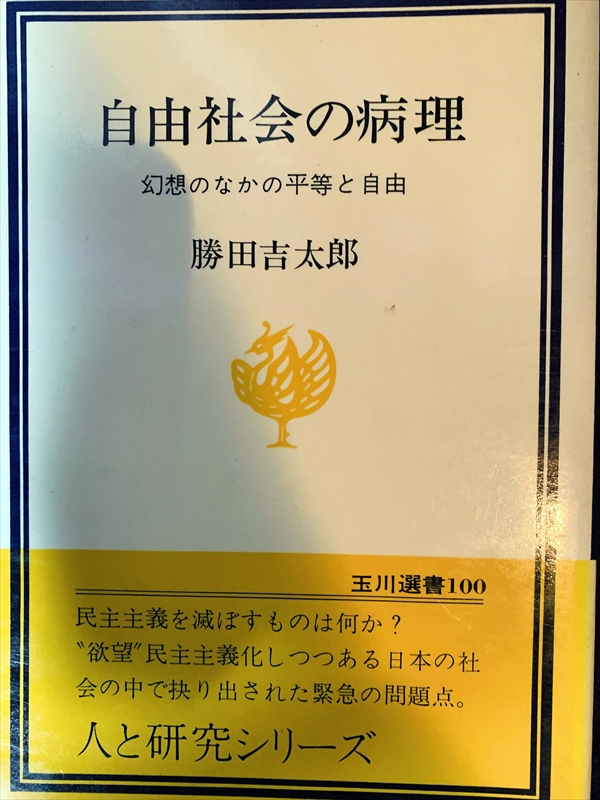 自由社会の病理
幻想のなかの平等と自由
勝田吉太郎
玉川選書100
民主主義を滅ぼすものは何か?
〝欲望〟民主主義化しつつある日本の社
会の中で抉り出された緊急の問題点。
人と研究シリーズ